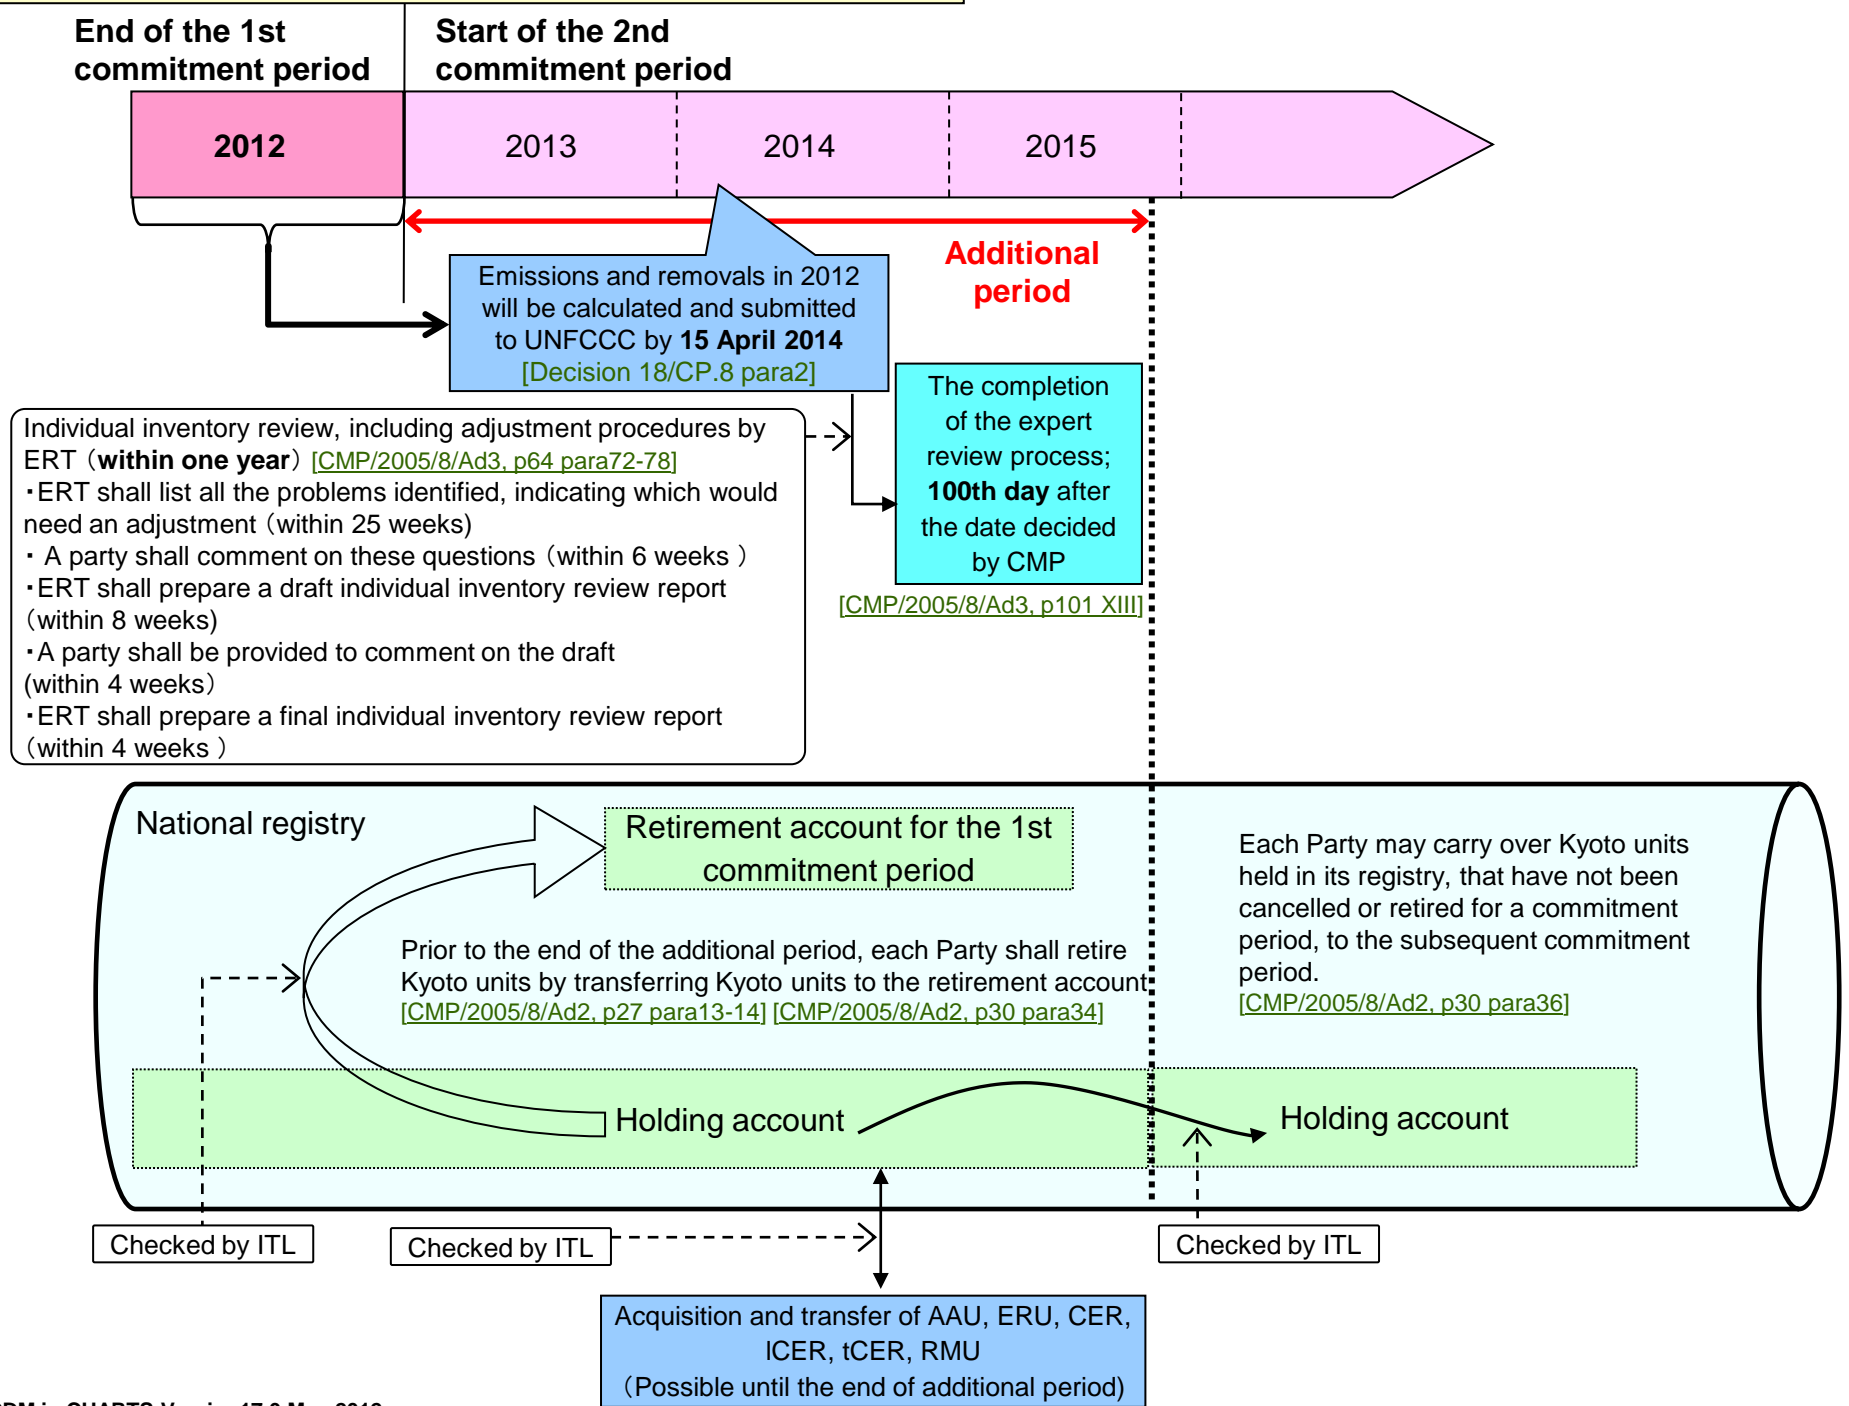 End of the 1st
commitment period
Start of the 2nd
commitment period
2012
2013
2014
2015
Additional
period
Emissions and removals in 2012
will be calculated and submitted
to UNFCCC by 15 April 2014
[Decision 18/CP.8 para2]
The completion
of the expert
review process;
100th day after
the date decided
by CMP
[CMP/2005/8/Ad3, p101 XIII]
Individual inventory review, including adjustment procedures by
ERT（within one year）[CMP/2005/8/Ad3, p64 para72-78]
・ERT shall list all the problems identified, indicating which would
need an adjustment（within 25 weeks)
・ A party shall comment on these questions（within 6 weeks ）
・ERT shall prepare a draft individual inventory review report
（within 8 weeks)
・A party shall be provided to comment on the draft
(within 4 weeks）
・ERT shall prepare a final individual inventory review report
（within 4 weeks ）
National registry
Retirement account for the 1st
commitment period
Each Party may carry over Kyoto units
held in its registry, that have not been
cancelled or retired for a commitment
period, to the subsequent commitment
period.
[CMP/2005/8/Ad2, p30 para36]
Prior to the end of the additional period, each Party shall retire
Kyoto units by transferring Kyoto units to the retirement account
[CMP/2005/8/Ad2, p27 para13-14] [CMP/2005/8/Ad2, p30 para34]
Holding account
Holding account
Checked by ITL
Checked by ITL
Checked by ITL
Acquisition and transfer of AAU, ERU, CER,
lCER, tCER, RMU
（Possible until the end of additional period)